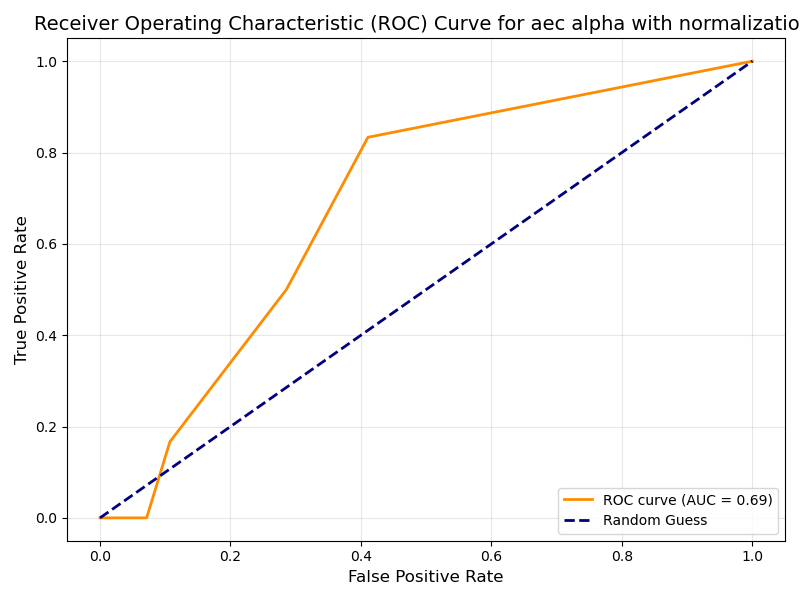 Receiver Operating Characteristic (ROC) Curve for aec alpha with normalizatio
1.0
0.8
0.6
0.4
0.2
0.0
True Positive Rate
0.0 0.2 0.4 0.6 0.8 1.0
False Positive Rate
ROC curve (AUC = 0.69)
Random Guess